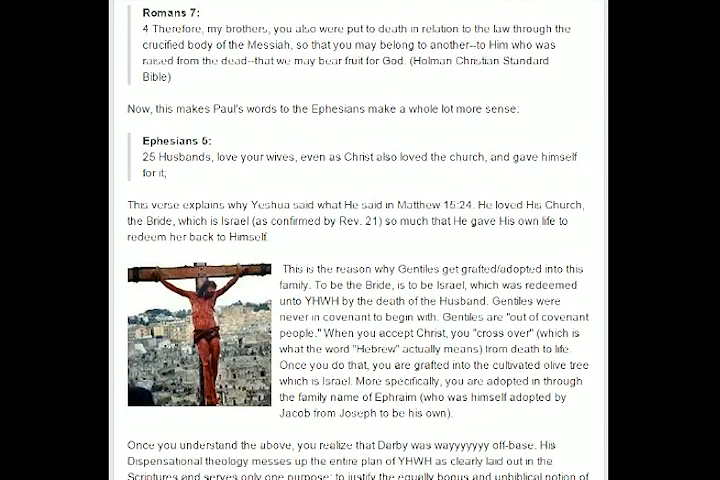 Romans 7:
4 Therefore, my brothers, you also were put to death in relation to the law through the
crucified body of the Messiah, so that you may belong to another--to Him who was
raised from the dead--that we may bear fruit for God. (Holman Christian Standard
Bible)
Now, this makes Paul's words to the Ephesians make a whole lot more sense:
Ephesians 5:
25 Husbands, love your wives, even as Christ also loved the church, and gave himself
for it;
This verse explains why Yeshua said what He said in Matthew 15:24. He loved His Church,
the Bride, which is Israel (as confirmed by Rev. 21) so much that He gave His own life to
redeem her back to Himself.
This is the reason why Gentiles get grafted/adopted into this
family. To be the Bride, is to be Israel, which was redeemed
unto YHWH by the death of the Husband. Gentiles were
never in covenant to begin with. Gentiles are "out of covenant
people." When you accept Christ, you "cross over" (which is
what the word "Hebrew" actually means) from death to life.
Once you do that, you are grafted into the cultivated olive tree
which is Israel. More specifically, you are adopted in through
the family name of Ephraim (who was himself adopted by
Jacob from Joseph to be his own).
Once you understand the above, you realize that Darby was wayyyyyyy off-base. His
Dispensational theology messes up the entire plan of YHWH as clearly laid out in the
Scriptures and serves only one purpose: to justify the equally bogus and unbiblical notion of